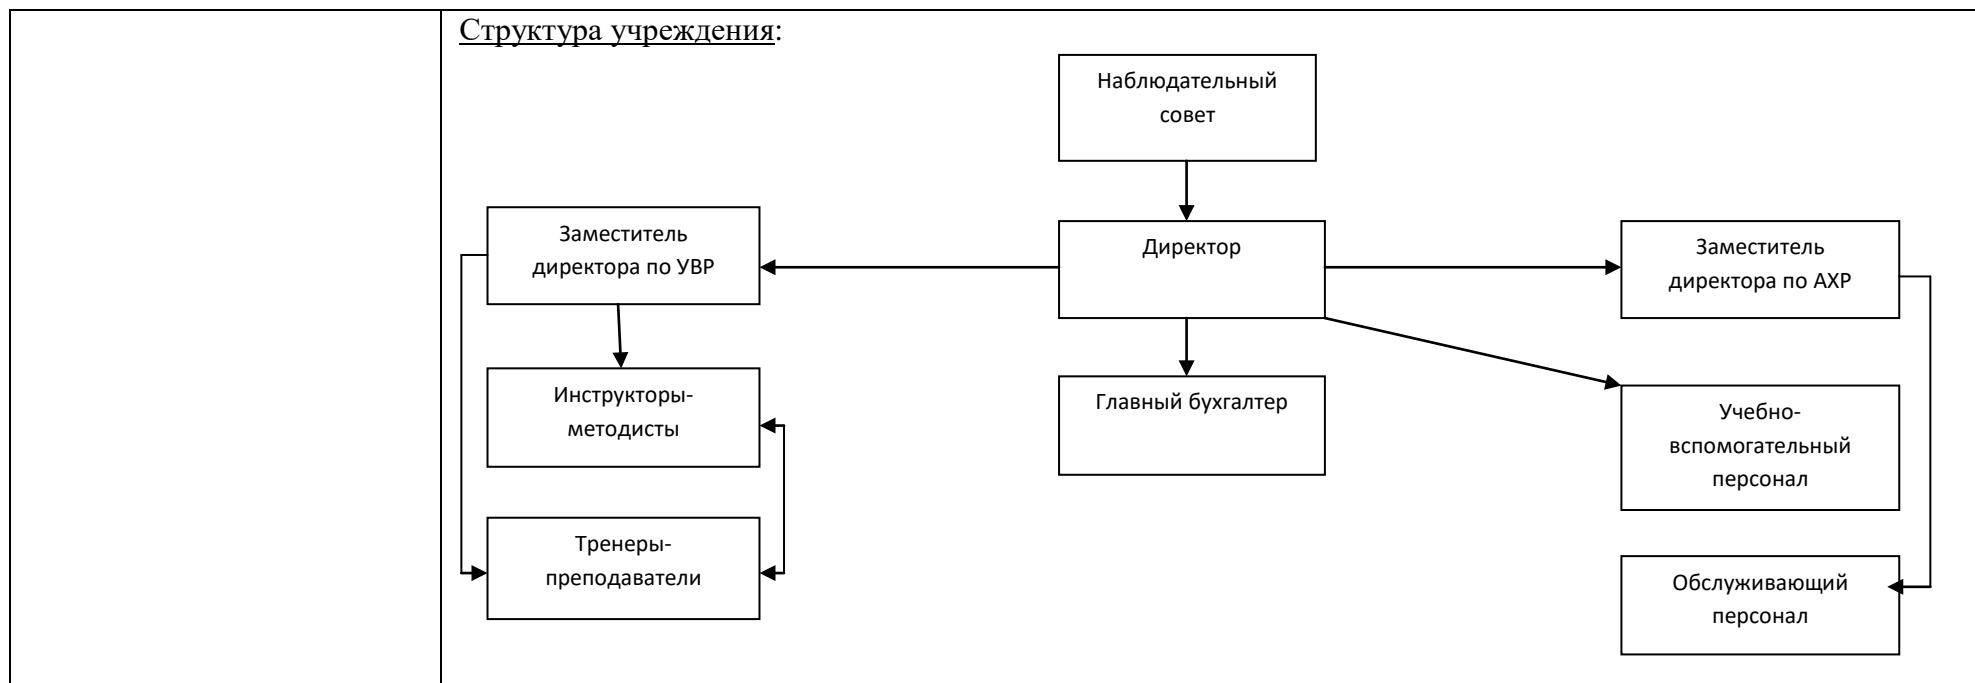 Структура учреждения:
Наблюдательный
совет
Заместитель
директора по УВР
Директор
Заместитель
директора по АХР
Инструкторы-
методисты
Главный бухгалтер
Учебно-
вспомогательный
персонал
Тренеры-
преподаватели
Обслуживающий
персонал